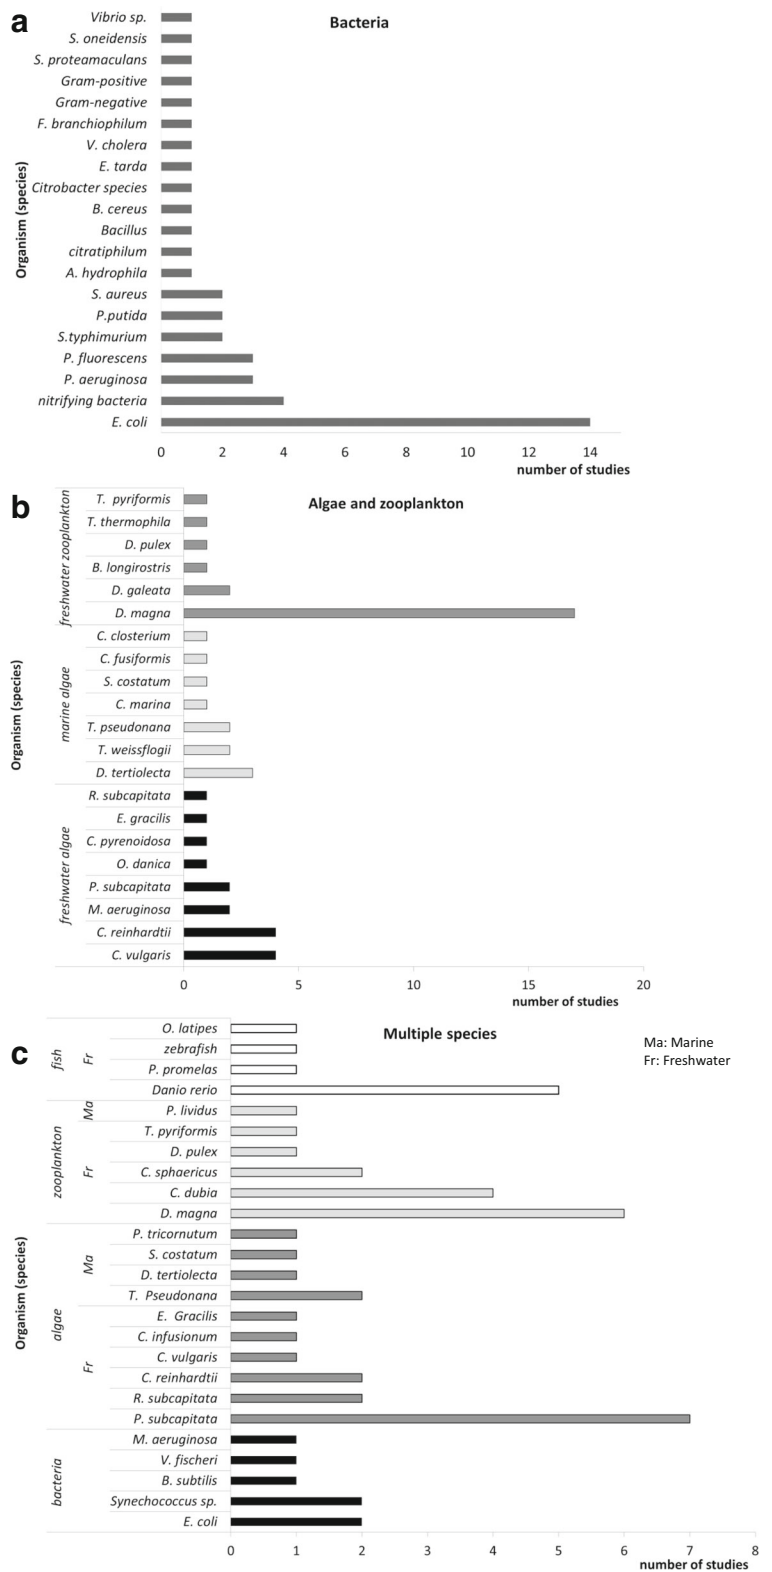 a
Bacteria
Organism (species)
Vibrio sp.
S. oneidensis
S. proteamaculans
Gram-positive
Gram-negative
F. branchiophilum
V. cholera
E. tarda
Citrobacter species
B. cereus
Bacillus
citratiphilum
A. hydrophila
S. aureus
P.putida
S.typhimurium
P. fluorescens
P. aeruginosa
nitrifying bacteria
E. coli
0 2 4 6 8 10 12 14
number of studies
b
Algae and zooplankton
Organism (species)
freshwater zooplankton
T. pyriformis
T. thermophila
D. pulex
B. longirostris
D. galeata
D. magna
marine algae
C. closterium
C. fusiformis
S. costatum
C. marina
T. pseudonana
T. weissflogii
D. tertiolecta
freshwater algae
R. subcapitata
E. gracilis
C. pyrenoidosa
O. danica
P. subcapitata
M. aeruginosa
C. reinhardtii
C. vulgaris
0 5 10 15 20
number of studies
c
Multiple species
Ma: Marine
Fr: Freshwater
Organism (species)
fish
Fr
O. latipes
zebrafish
P. promelas
Danio rerio
zooplankton
Ma
P. lividus
Fr
T. pyriformis
D. pulex
C. sphaericus
C. dubia
D. magna
algae
Ma
P. tricornutum
S. costatum
D. tertiolecta
T. Pseudonana
Fr
E. Gracilis
C. infusionum
C. vulgaris
C. reinhardtii
R. subcapitata
P. subcapitata
bacteria
M. aeruginosa
V. fischeri
B. subtilis
Synechococcus sp.
E. coli
0 1 2 3 4 5 6 7 8
number of studies